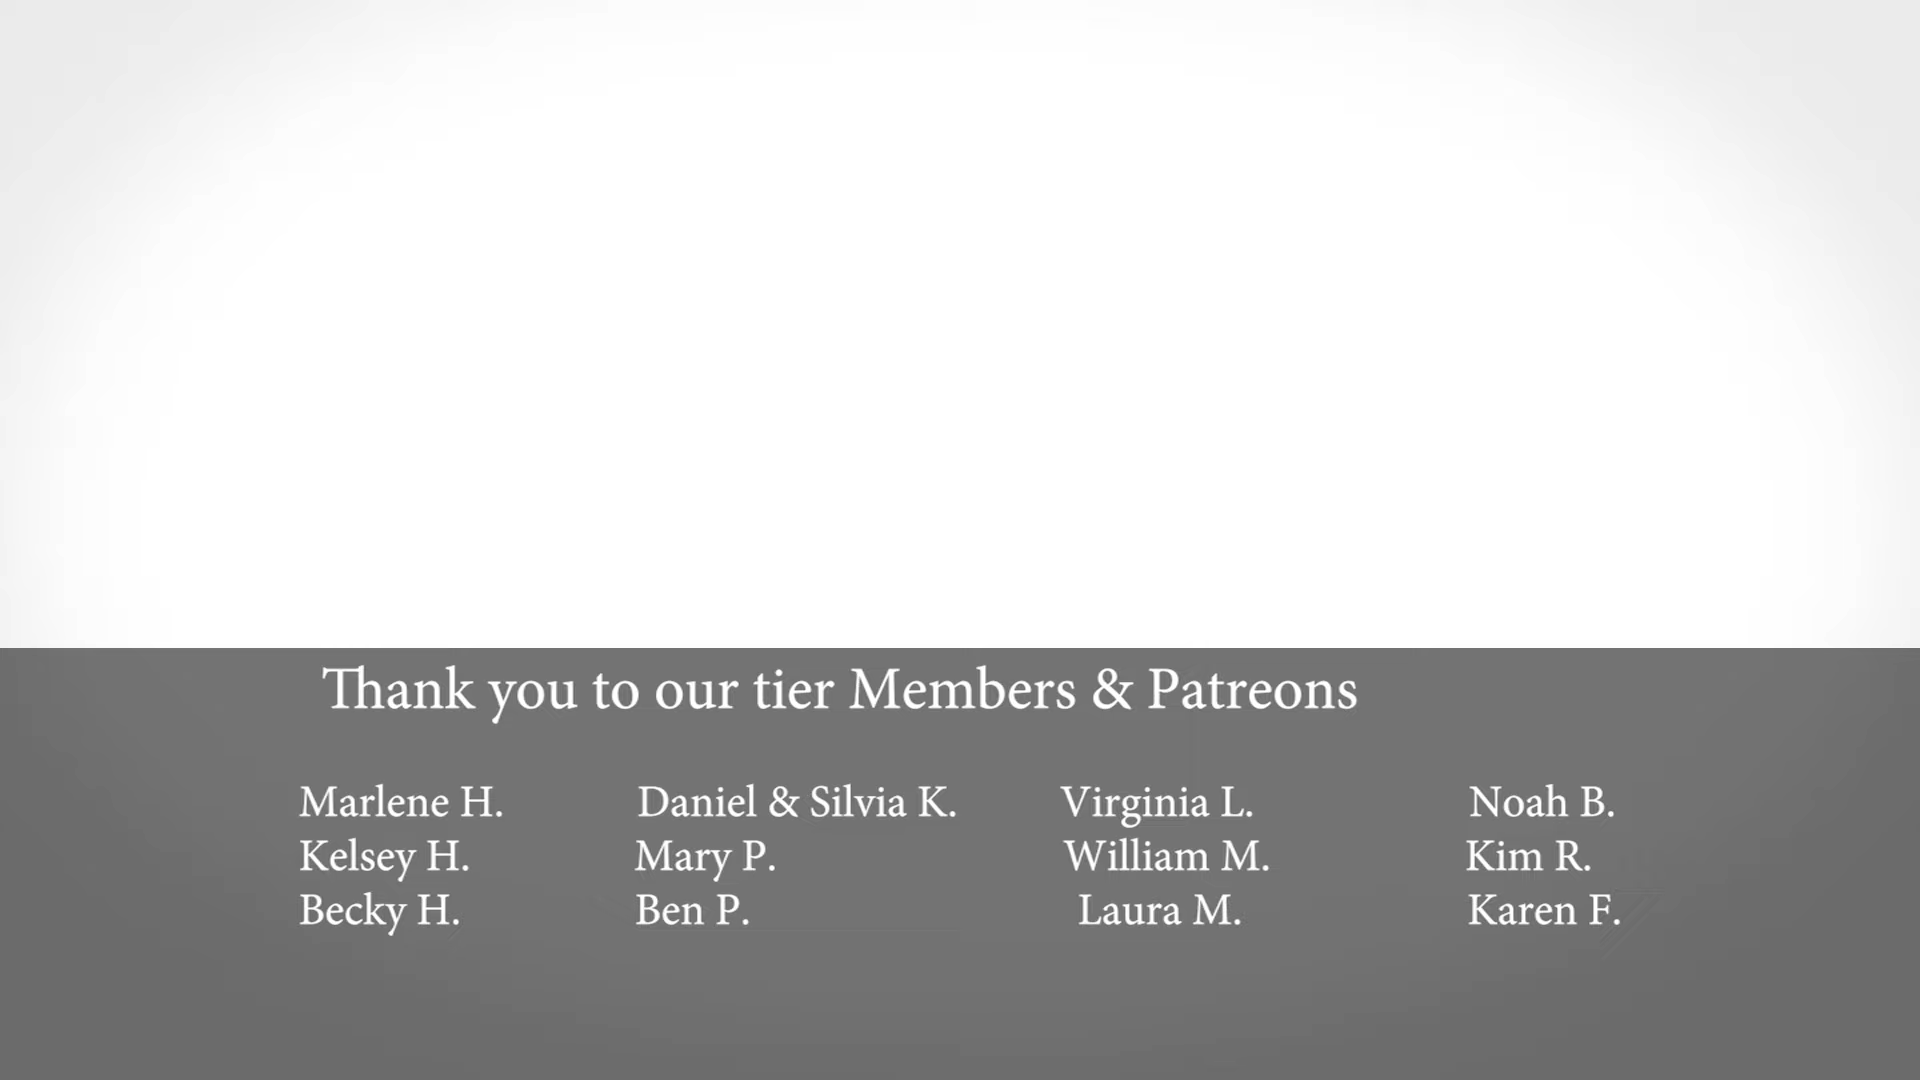 Thank you to our tier Members & Patreons
Marlene H. Daniel & Silvia K. Virginia L. Noah B.
Kelsey H. Mary P. William M. Kim R.
Becky H. Ben P. Laura M. Karen F.